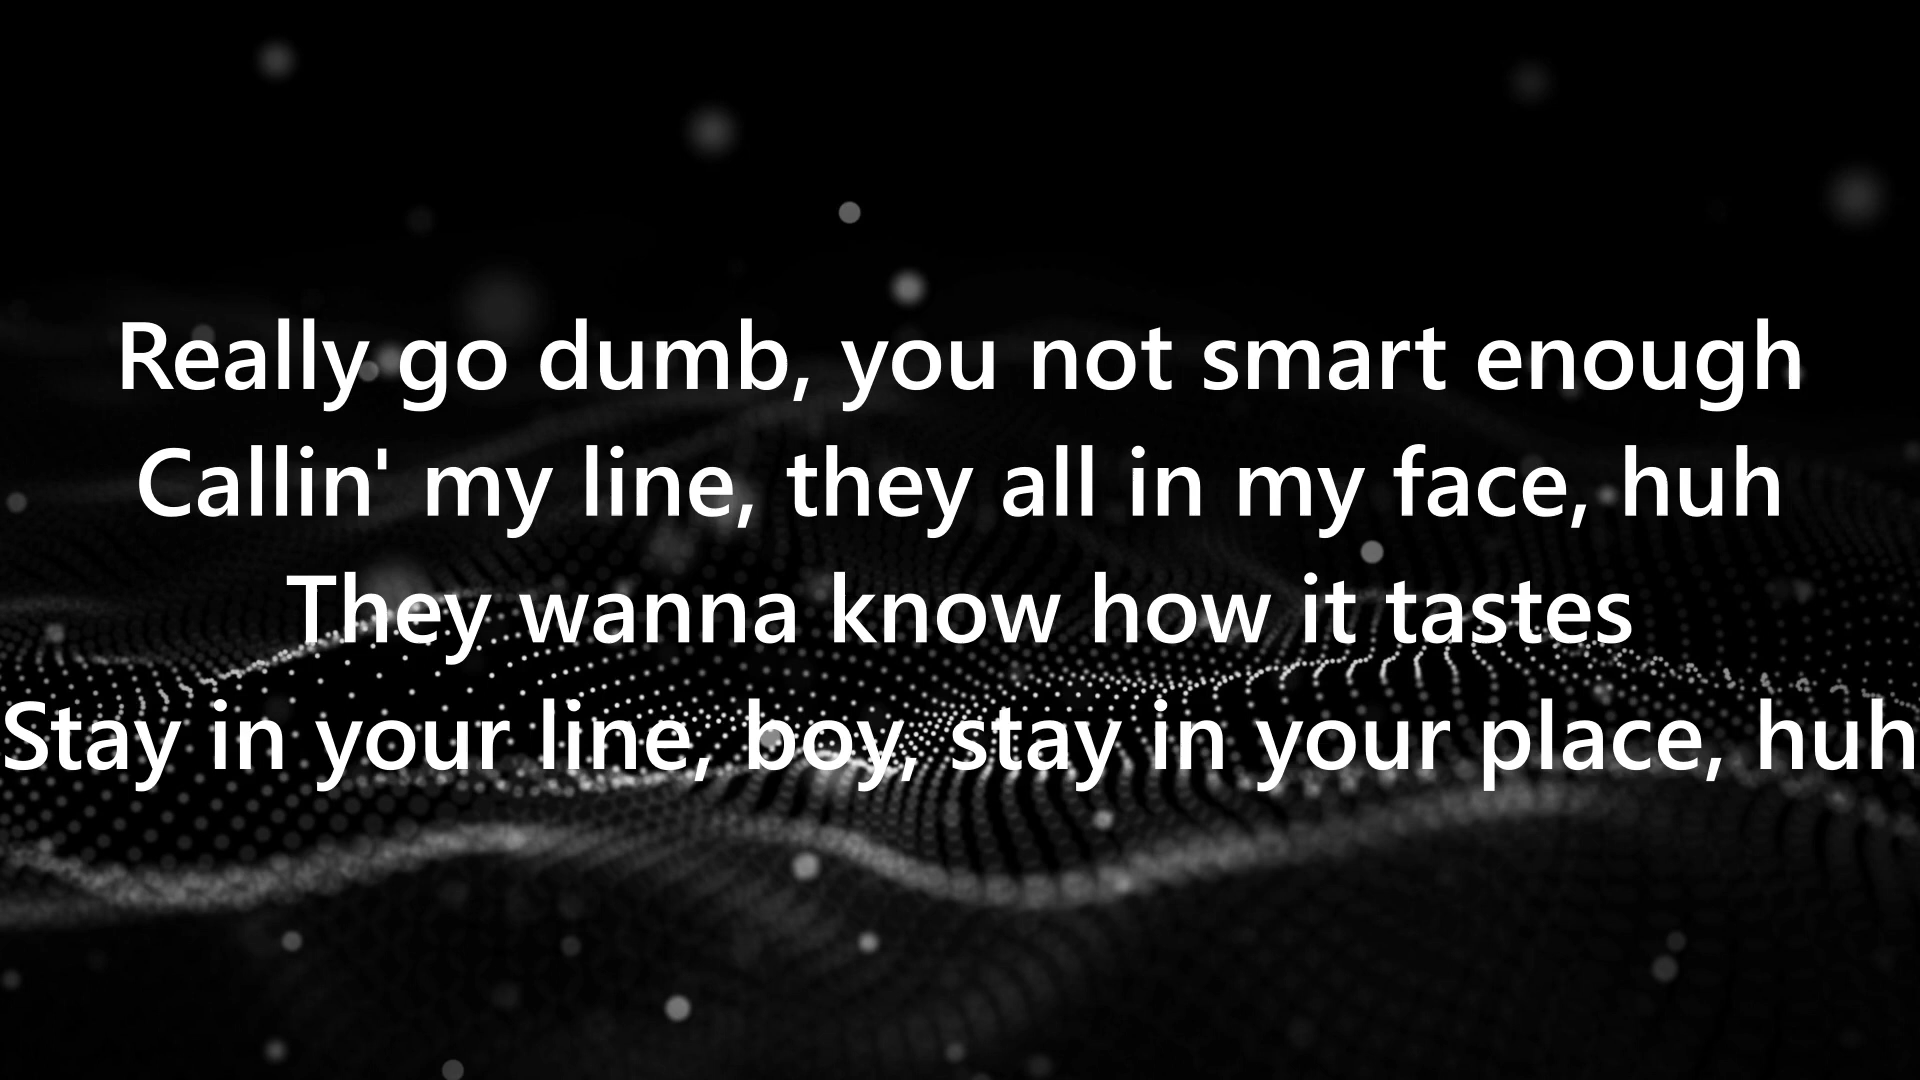 Really go dumb, you not smart enough
Callin' my line, they all in my face, huh
They wanna know how it tastes
Stay in your line, boy, stay in your place, huh